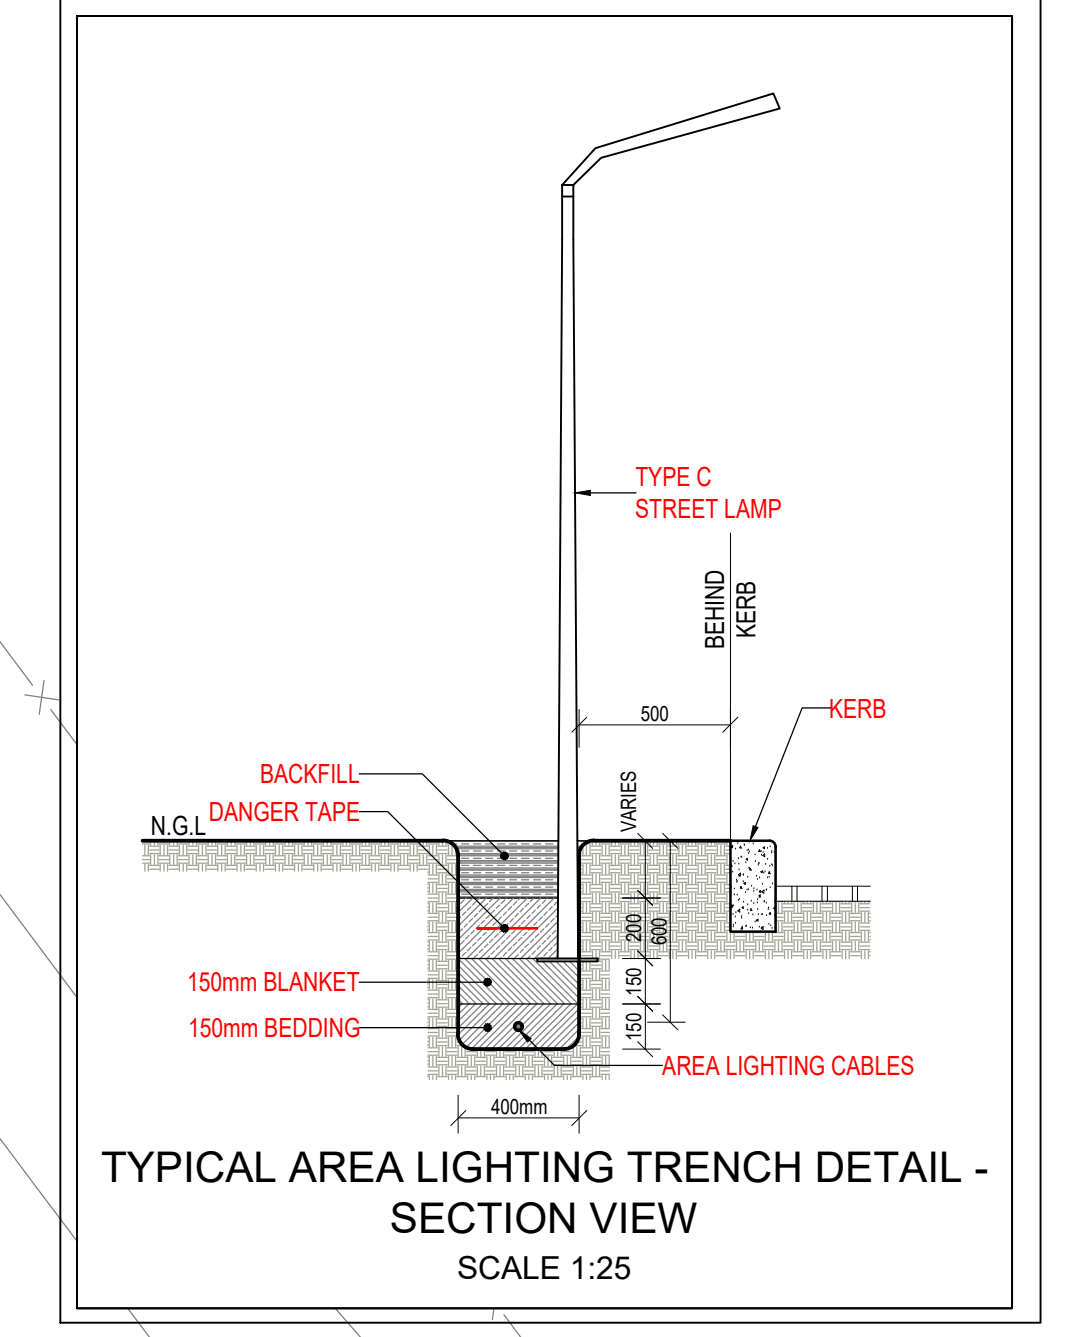 TYPE C
STREET LAMP
BEHIND
KERB
500
KERB
BACKFILL
VARIES
DANGER TAPE
N.G.L
200
600
150mm BLANKET
150
150mm BEDDING
150
AREA LIGHTING CABLES
400mm
TYPICAL AREA LIGHTING TRENCH DETAIL -
SECTION VIEW
SCALE 1:25